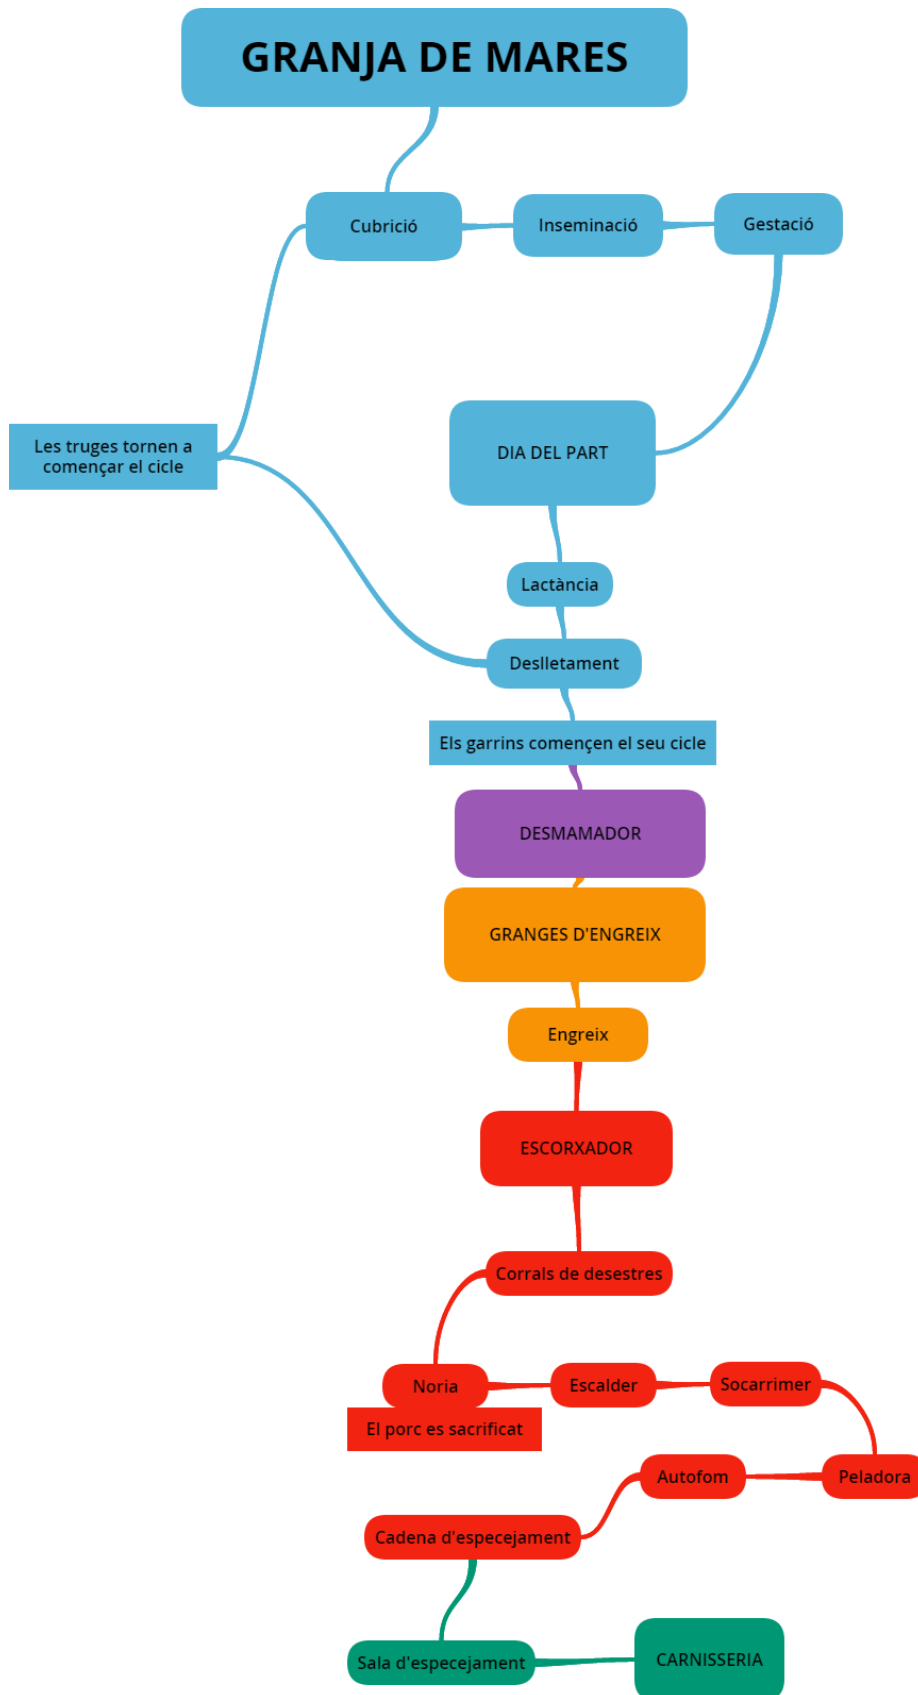 GRANJA DE MARES
Cubrició
Inseminació
Gestació
Les truges tornen a
començar el cicle
DIA DEL PART
Lactància
Deslletament
Els garrins començen el seu cicle
DESMAMADOR
GRANGES D'ENGREIX
Engreix
ESCORXADOR
Corrals de desestres
Noria
Escalder
Socarrimer
El porc es sacrificat
Autofom
Peladora
Cadena d'especejament
Sala d'especejament
CARNISSERIA